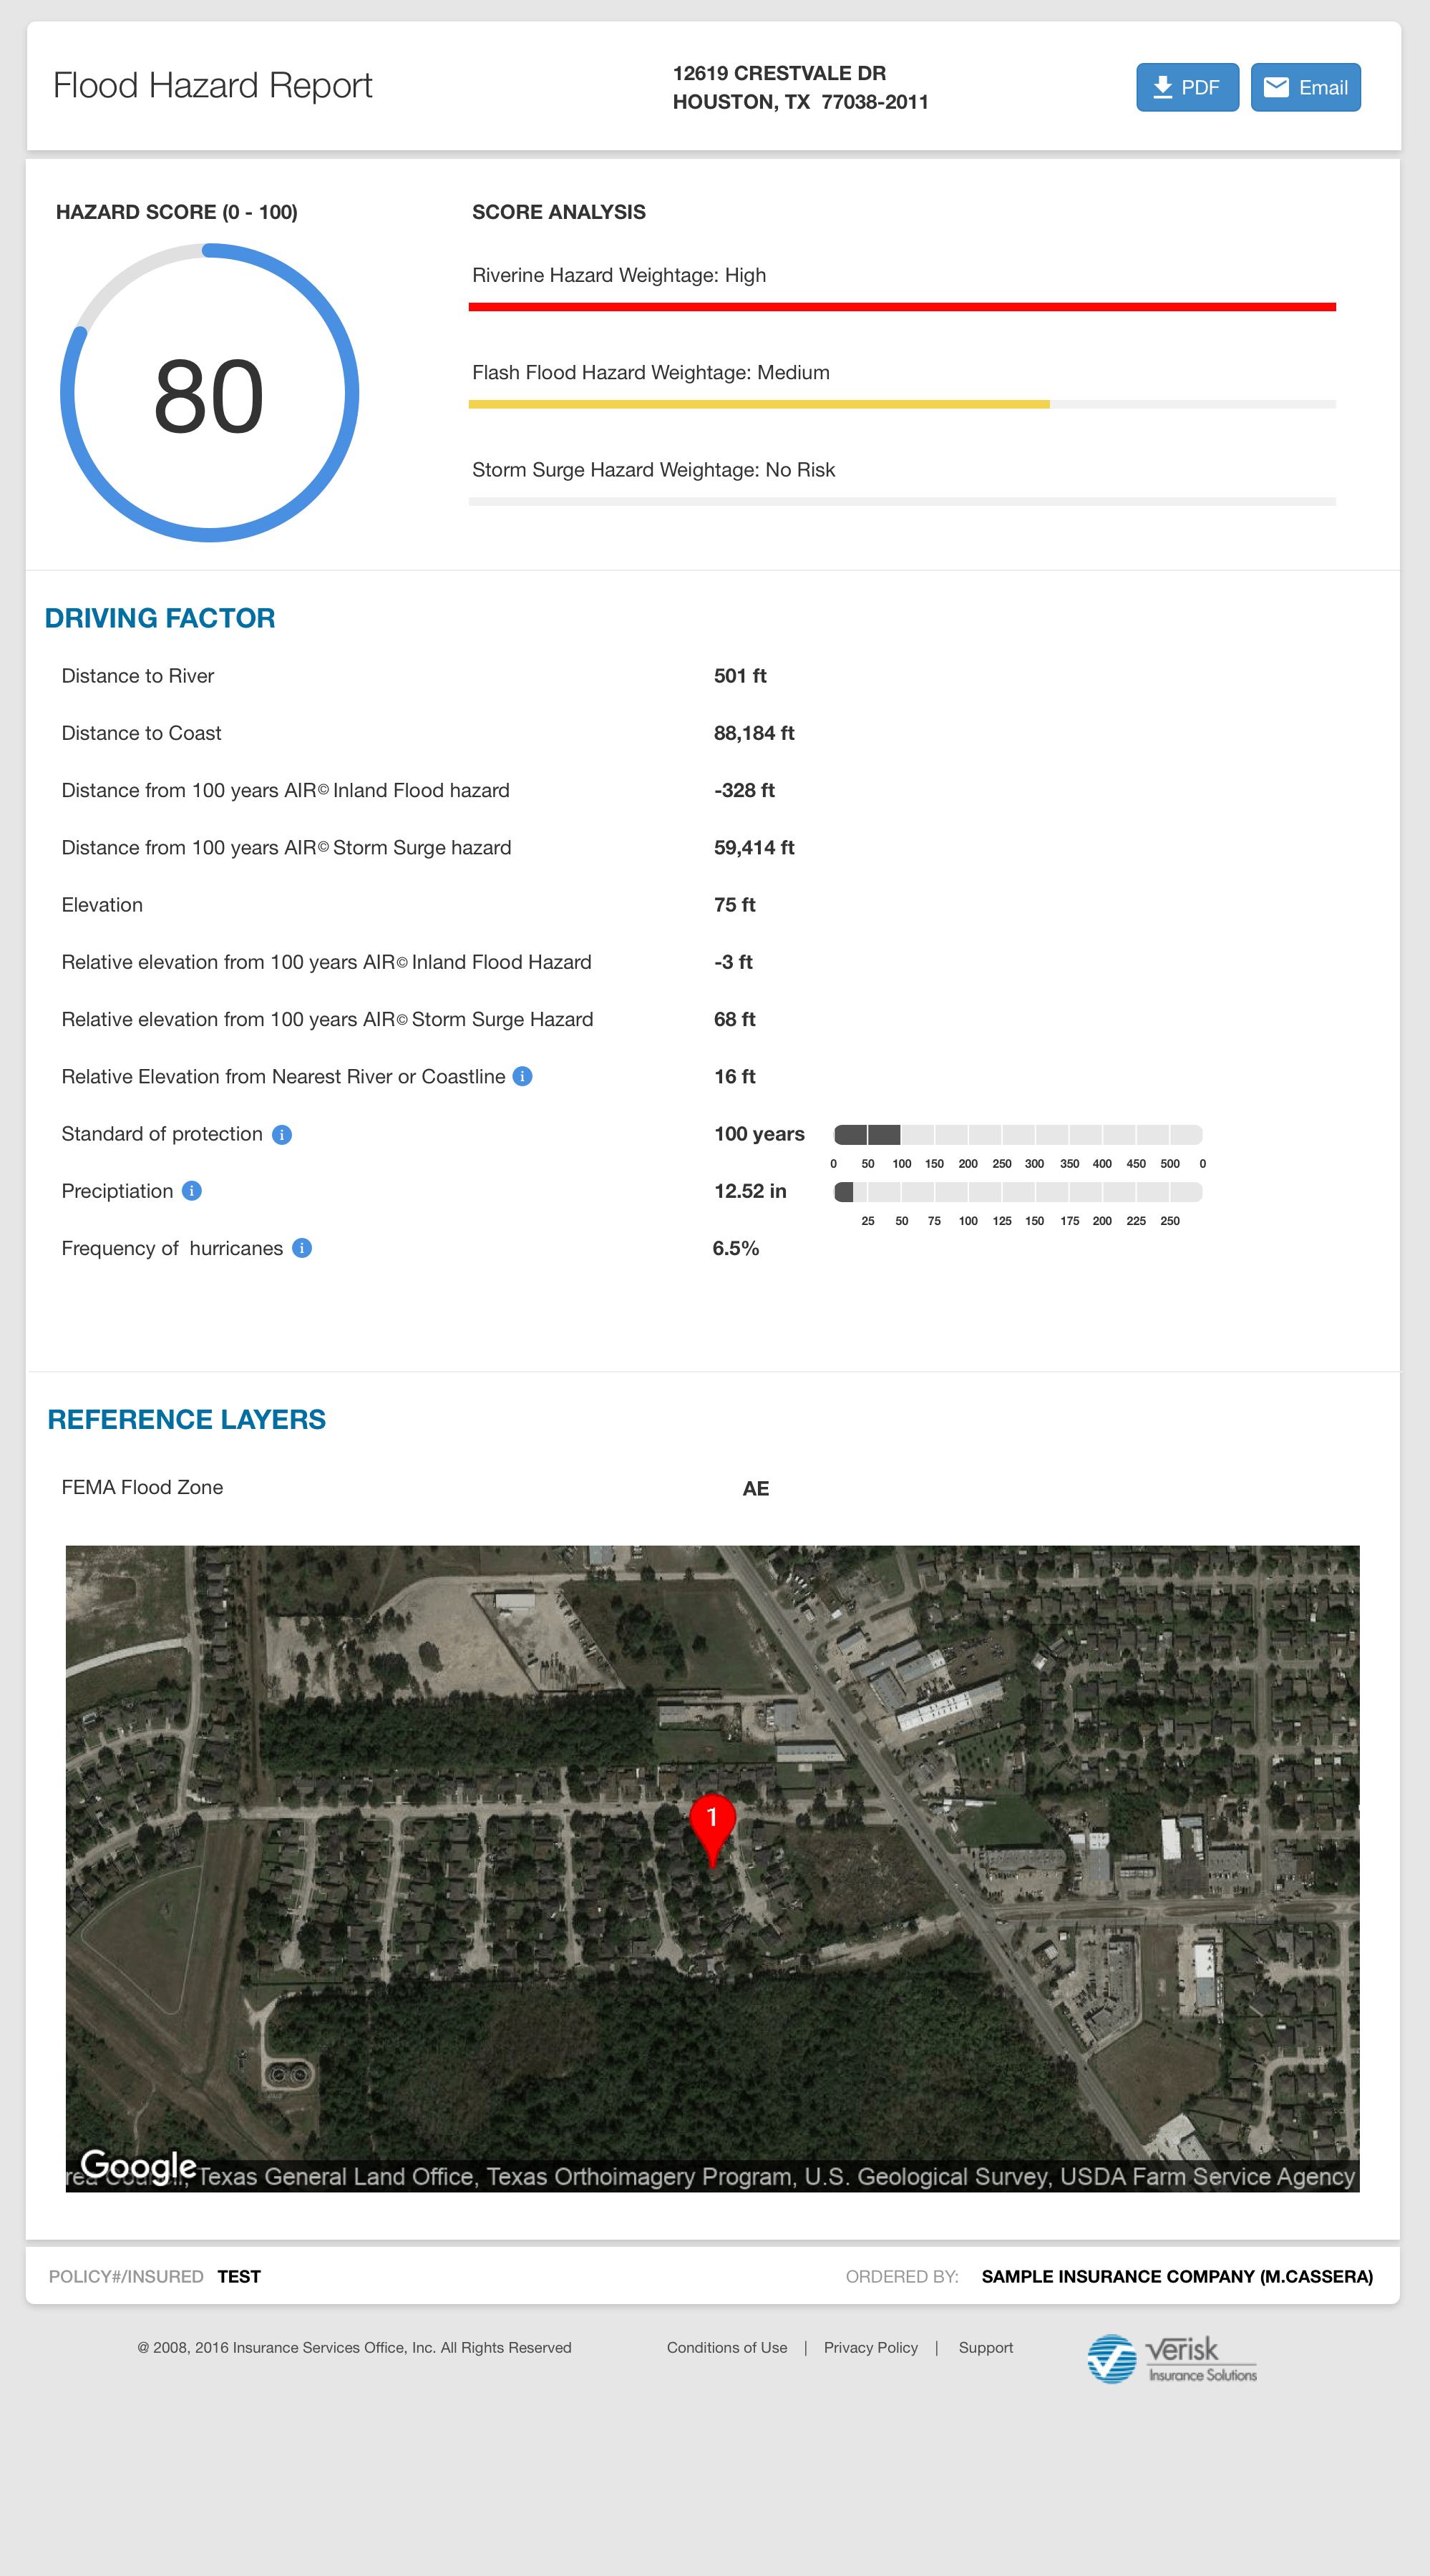 Flood Hazard Report
12619 CRESTVALE DR
HOUSTON, TX 77038-2011
PDF
Email
HAZARD SCORE (0 - 100)
80
SCORE ANALYSIS
Riverine Hazard Weightage: High
Flash Flood Hazard Weightage: Medium
Storm Surge Hazard Weightage: No Risk
DRIVING FACTOR
Distance to River 501 ft
Distance to Coast 88,184 ft
Distance from 100 years AIR© Inland Flood hazard -328 ft
Distance from 100 years AIR© Storm Surge hazard 59,414 ft
Elevation 75 ft
Relative elevation from 100 years AIR© Inland Flood Hazard -3 ft
Relative elevation from 100 years AIR© Storm Surge Hazard 68 ft
Relative Elevation from Nearest River or Coastline i 16 ft
Standard of protection i 100 years
0 50 100 150 200 250 300 350 400 450 500 0
Preciptiation i 12.52 in
25 50 75 100 125 150 175 200 225 250
Frequency of hurricanes i 6.5%
REFERENCE LAYERS
FEMA Flood Zone AE
1
Google
Texas General Land Office, Texas Orthoimagery Program, U.S. Geological Survey, USDA Farm Service Agency
POLICY#/INSURED TEST
ORDERED BY: SAMPLE INSURANCE COMPANY (M.CASSERA)
@ 2008, 2016 Insurance Services Office, Inc. All Rights Reserved
Conditions of Use | Privacy Policy | Support
Verisk
Insurance Solutions